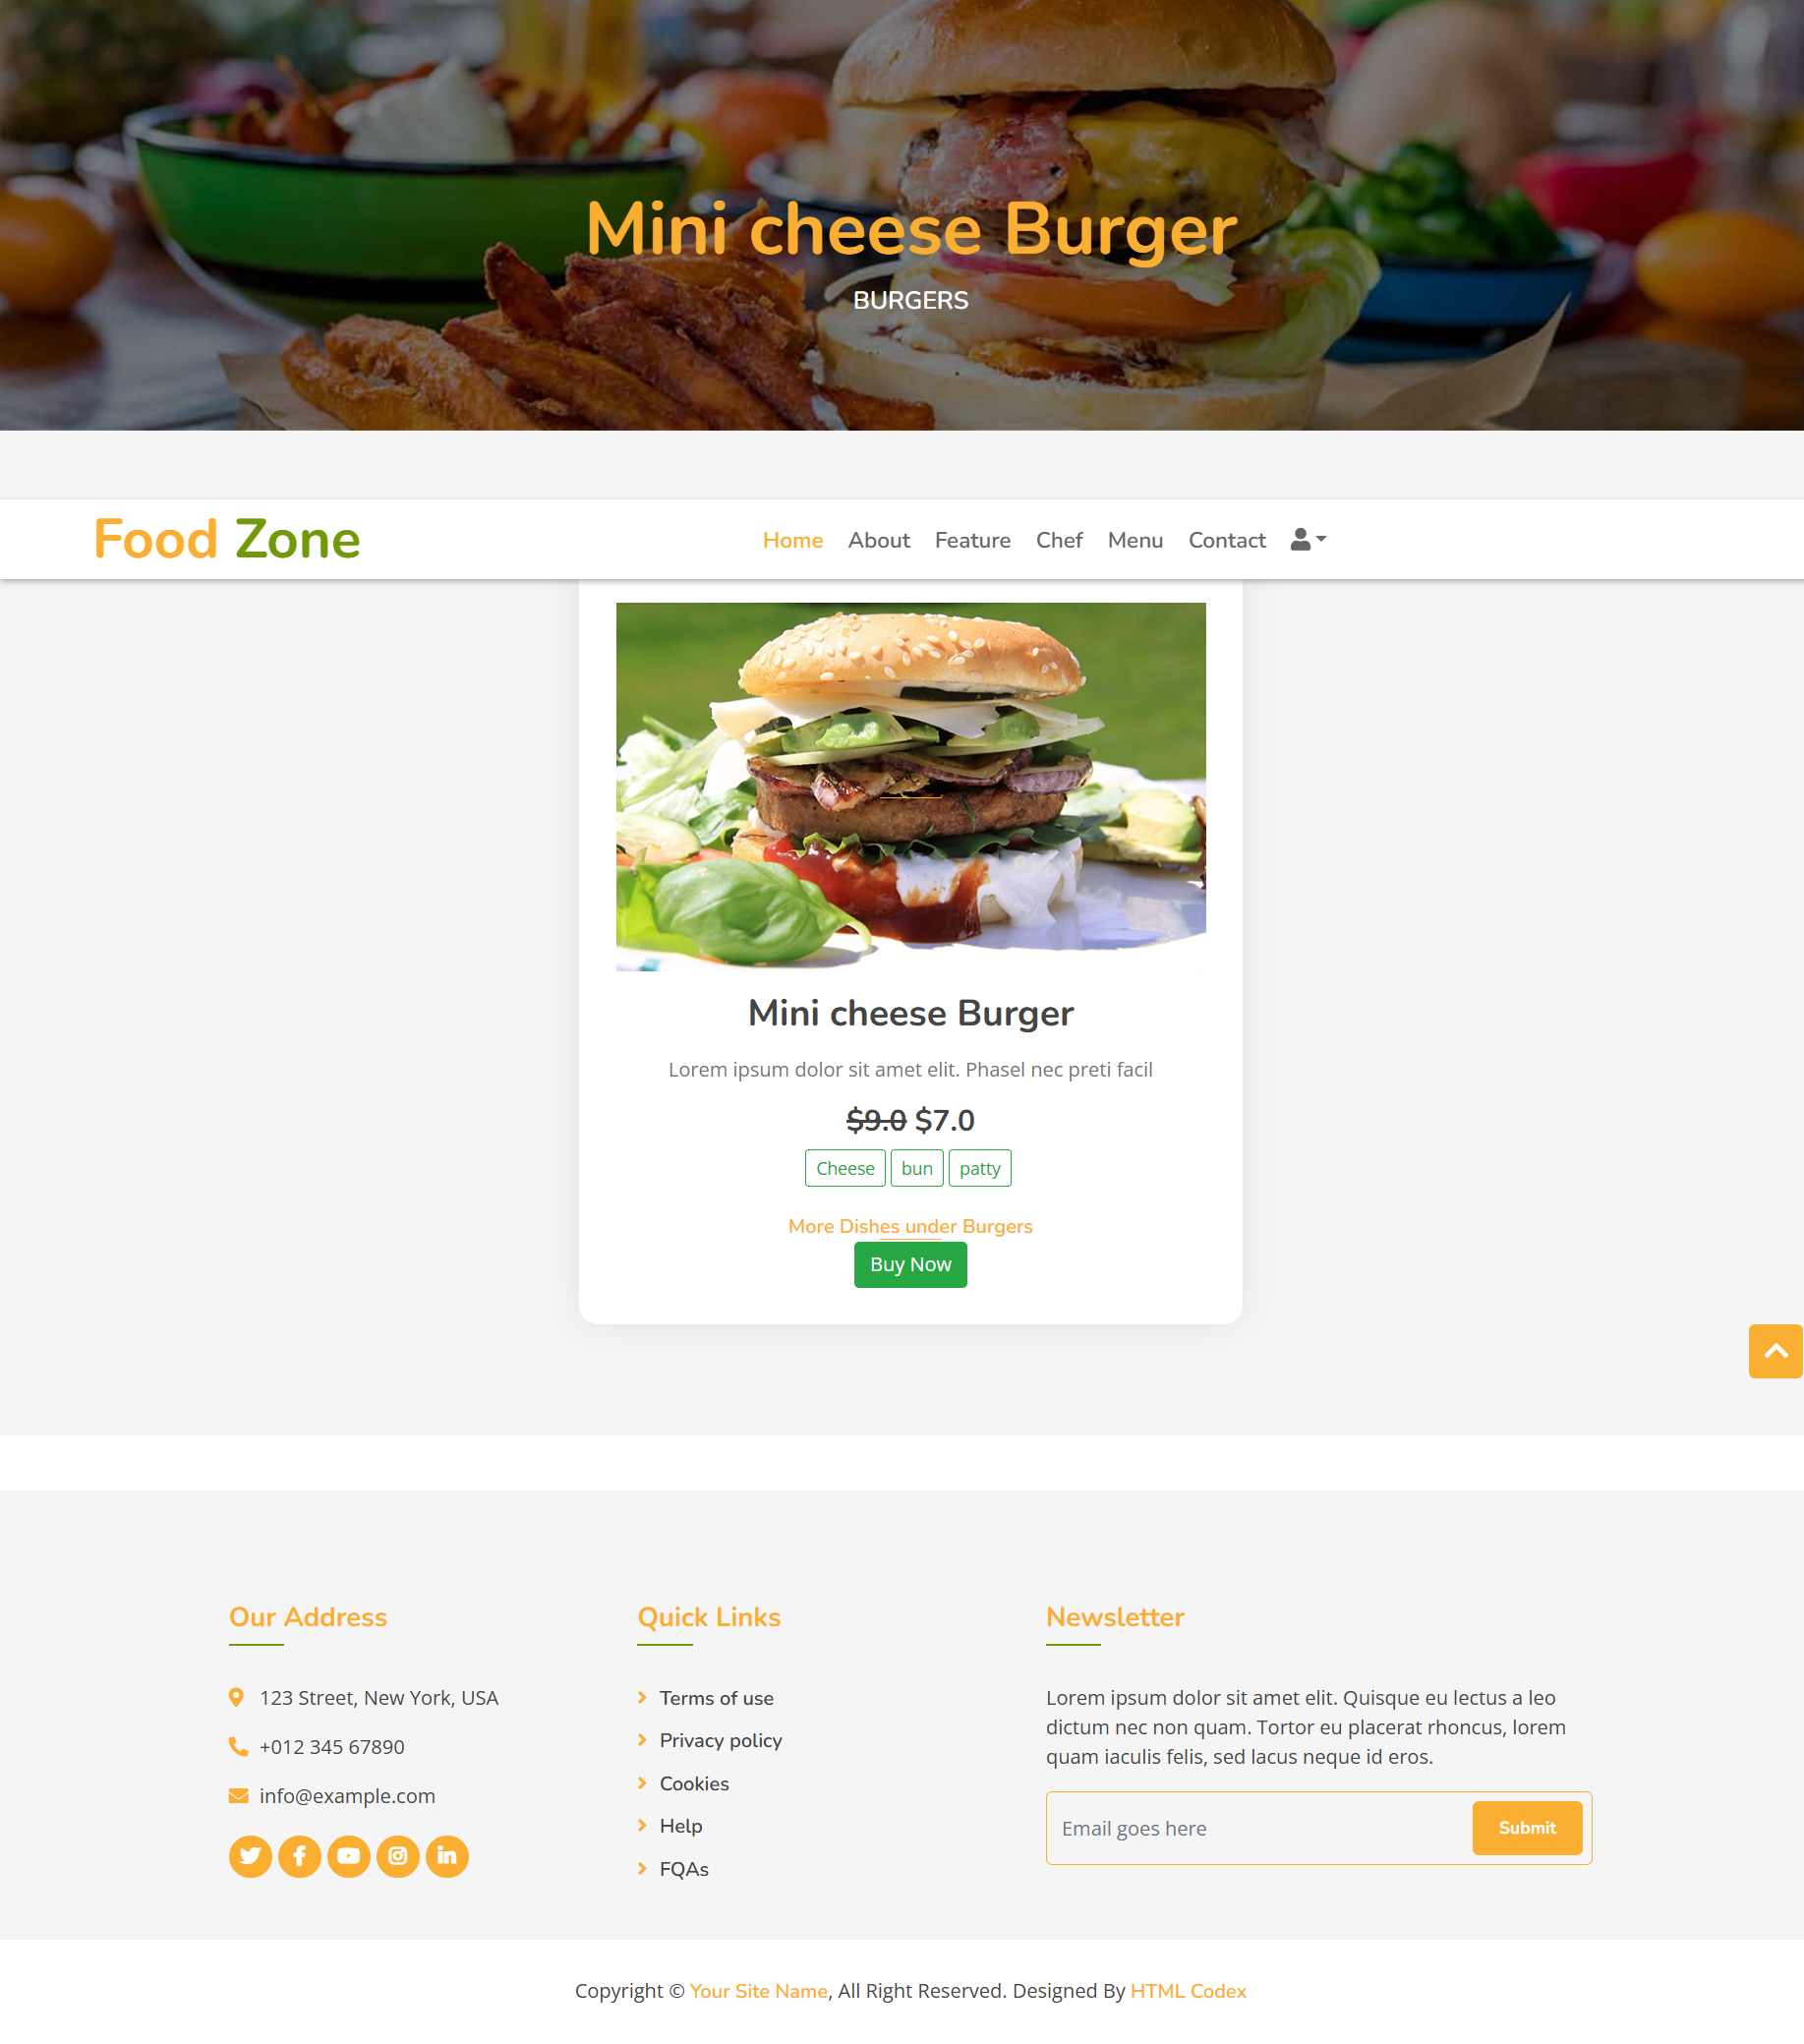 Mini cheese Burger
BURGERS
Food Zone
Home About Feature Chef Menu Contact
Mini cheese Burger
Lorem ipsum dolor sit amet elit. Phasel nec preti facil
$9.0 $7.0
Cheese bun patty
More Dishes under Burgers
Buy Now
Our Address
123 Street, New York, USA
+012 345 67890
info@example.com
Quick Links
Terms of use
Privacy policy
Cookies
Help
FQAs
Newsletter
Lorem ipsum dolor sit amet elit. Quisque eu lectus a leo
dictum nec non quam. Tortor eu placerat rhoncus, lorem
quam iaculis felis, sed lacus neque id eros.
Email goes here
Submit
Copyright © Your Site Name, All Right Reserved. Designed By HTML Codex